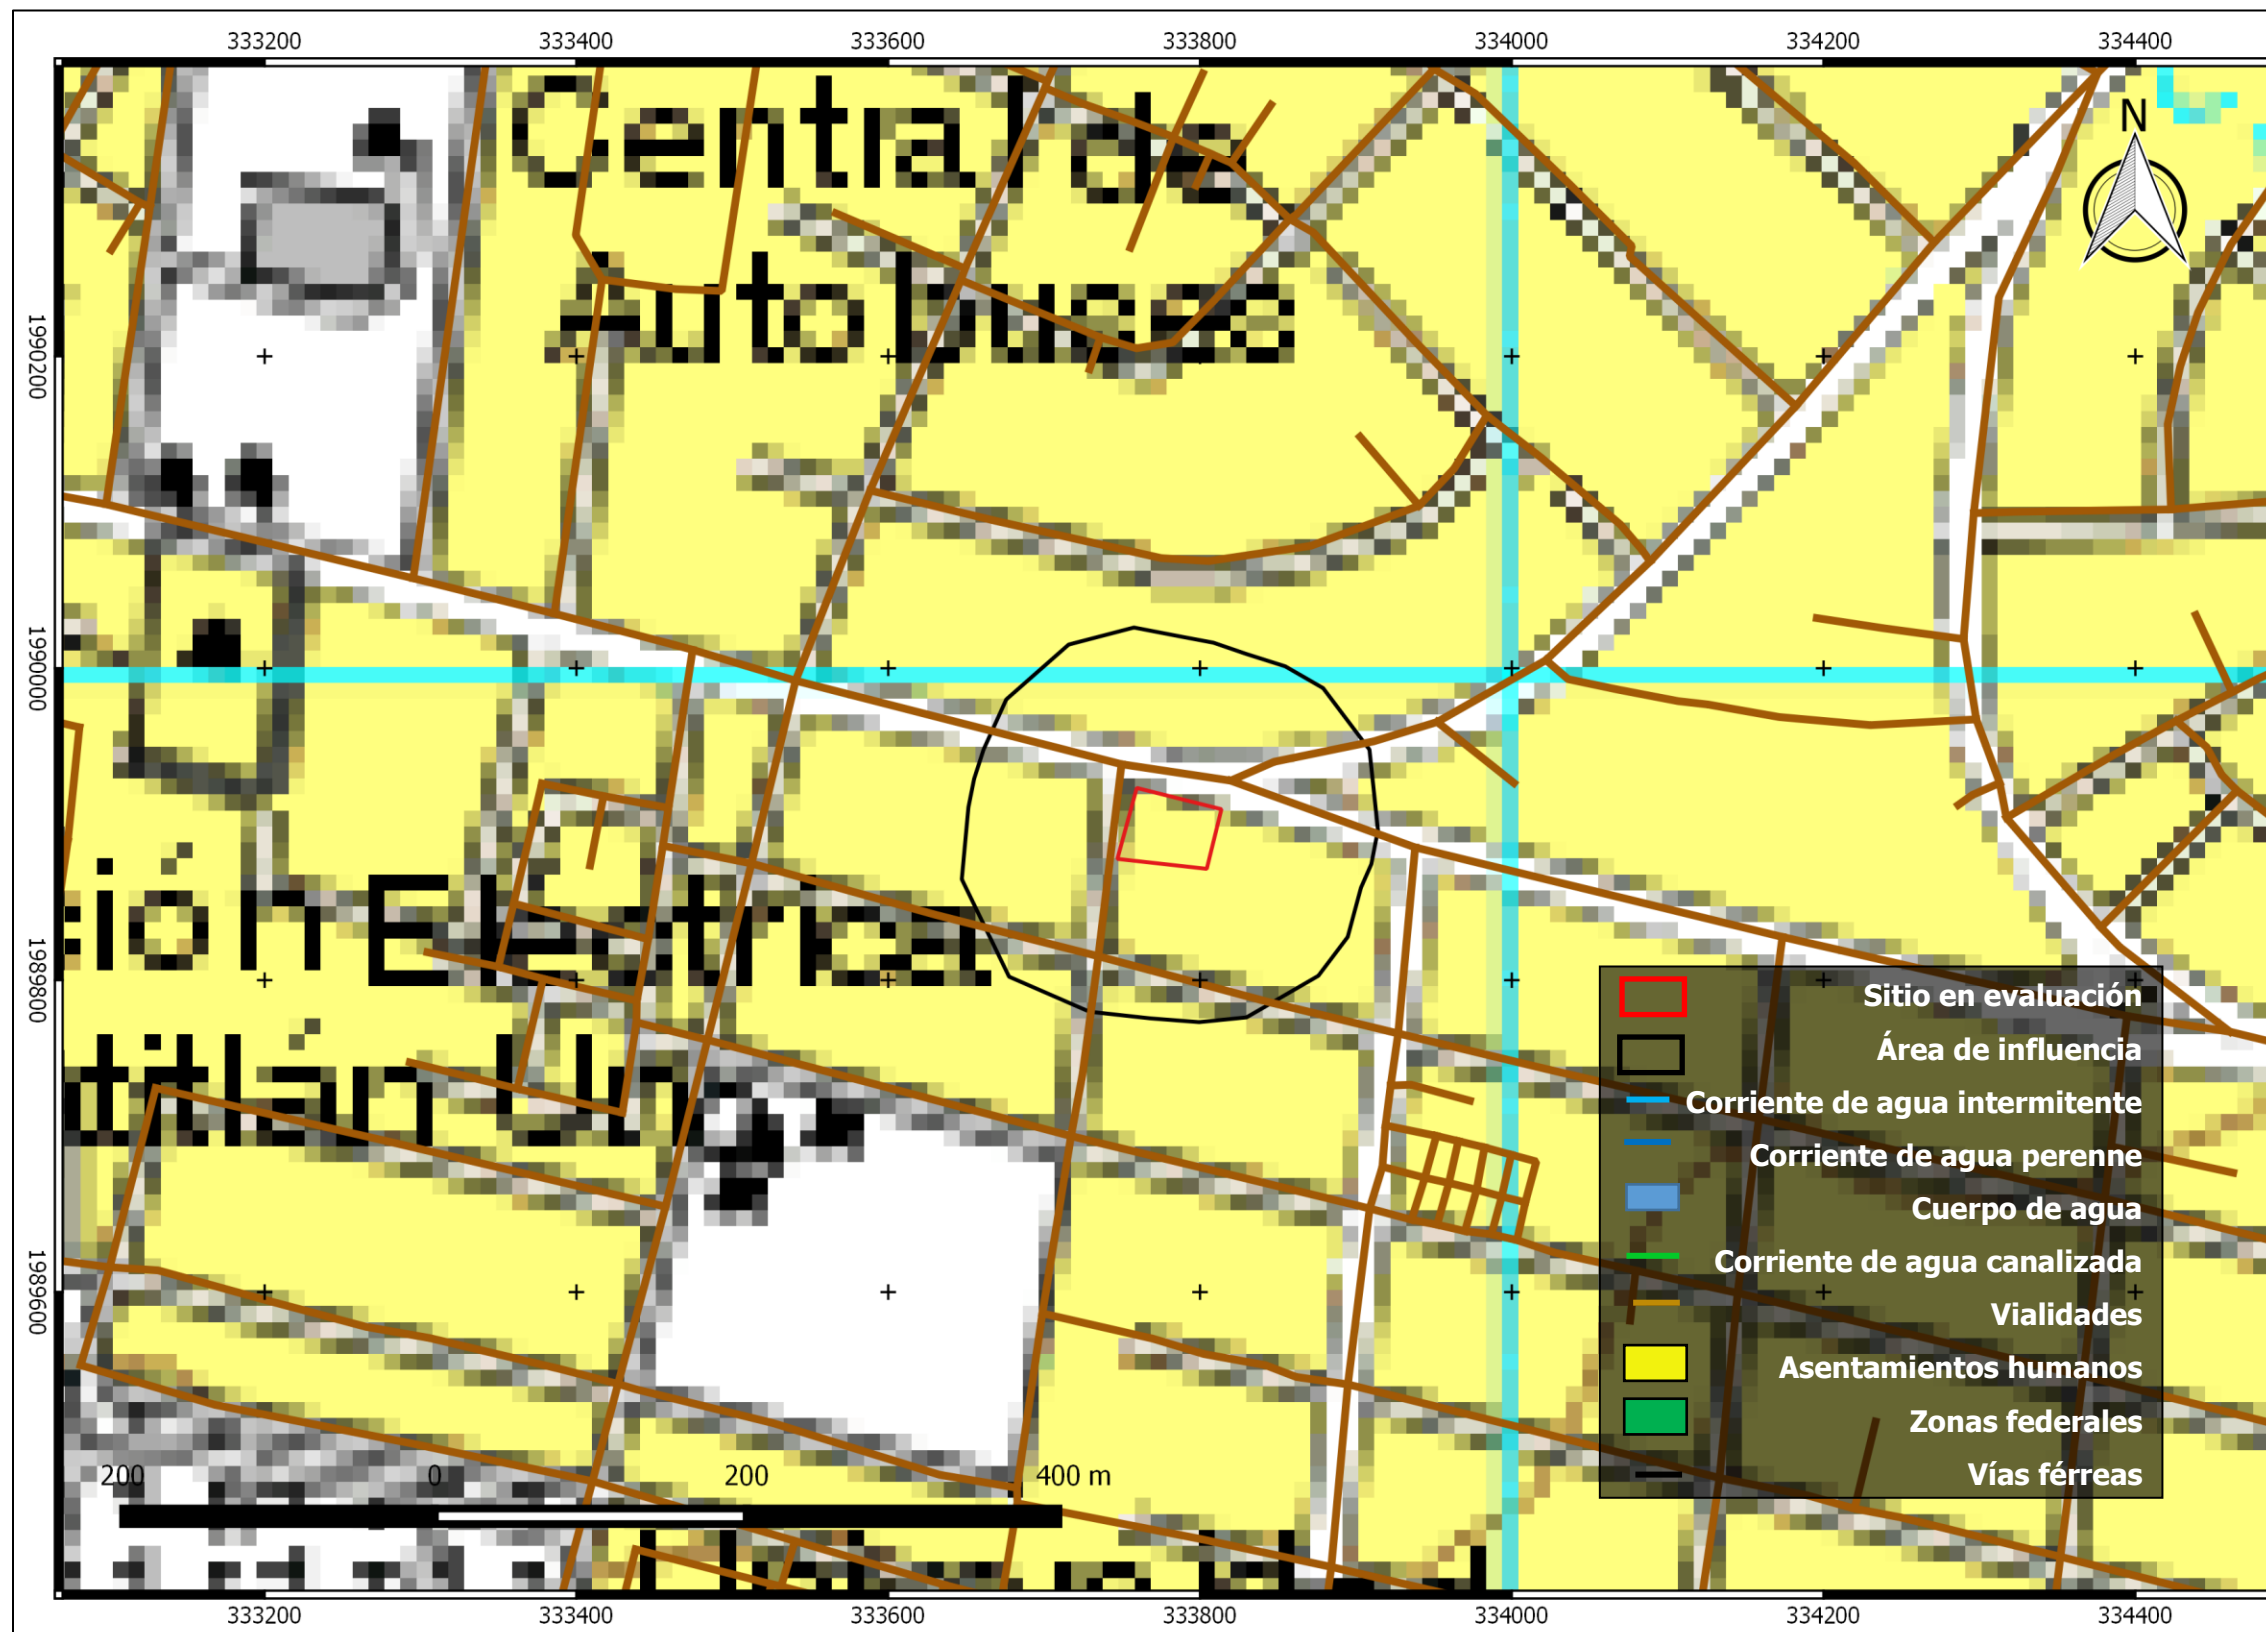 333200 333400 333600 333800 334000 334200 334400
N
Central de
Autobuses
1990200
1990000
1989800
1989600
Sitio en evaluación
Área de influencia
Corriente de agua intermitente
Corriente de agua perenne
Cuerpo de agua
Corriente de agua canalizada
Vialidades
Asentamientos humanos
Zonas federales
Vías férreas
200 0 200 400 m
333200 333400 333600 333800 334000 334200 334400